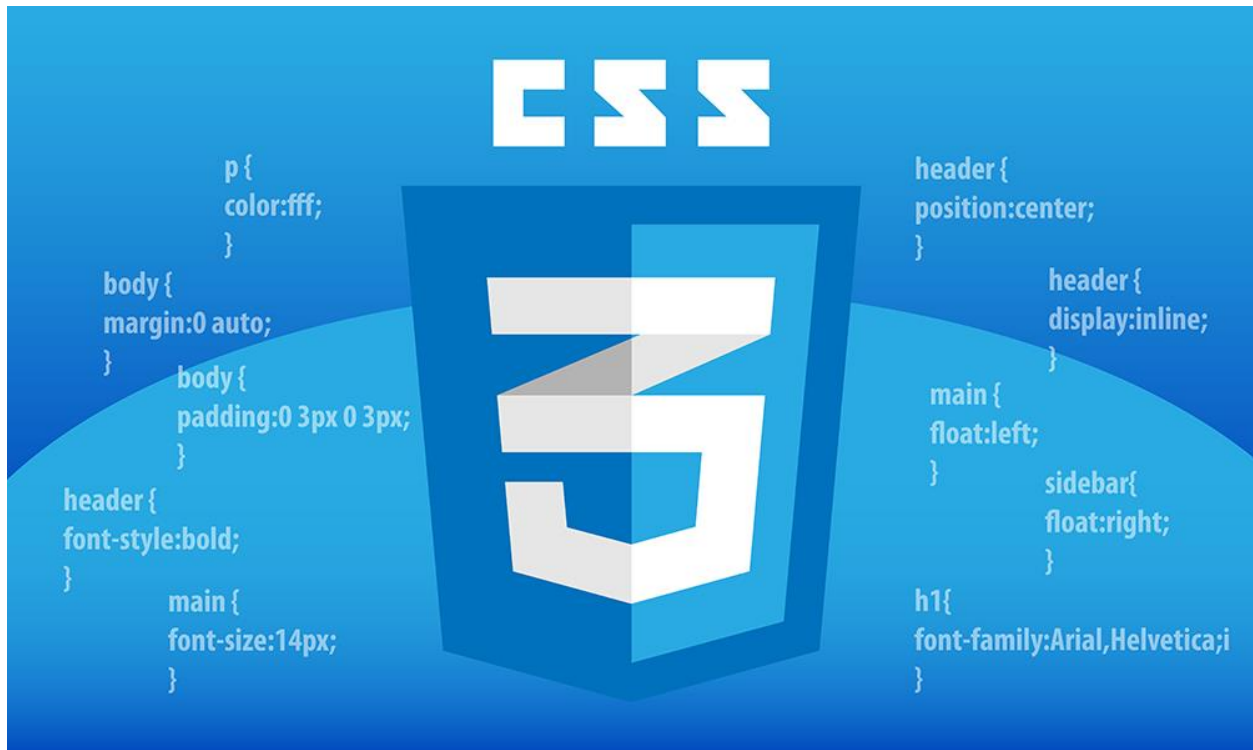 CSS
3
p {
color:fff;
}
body {
margin:0 auto;
}
body {
padding:0 3px 0 3px;
}
header {
font-style:bold;
}
main {
font-size:14px;
}
header {
position:center;
}
header {
display:inline;
}
main {
float:left;
}
sidebar{
float:right;
}
h1{
font-family:Arial,Helvetica;i
}